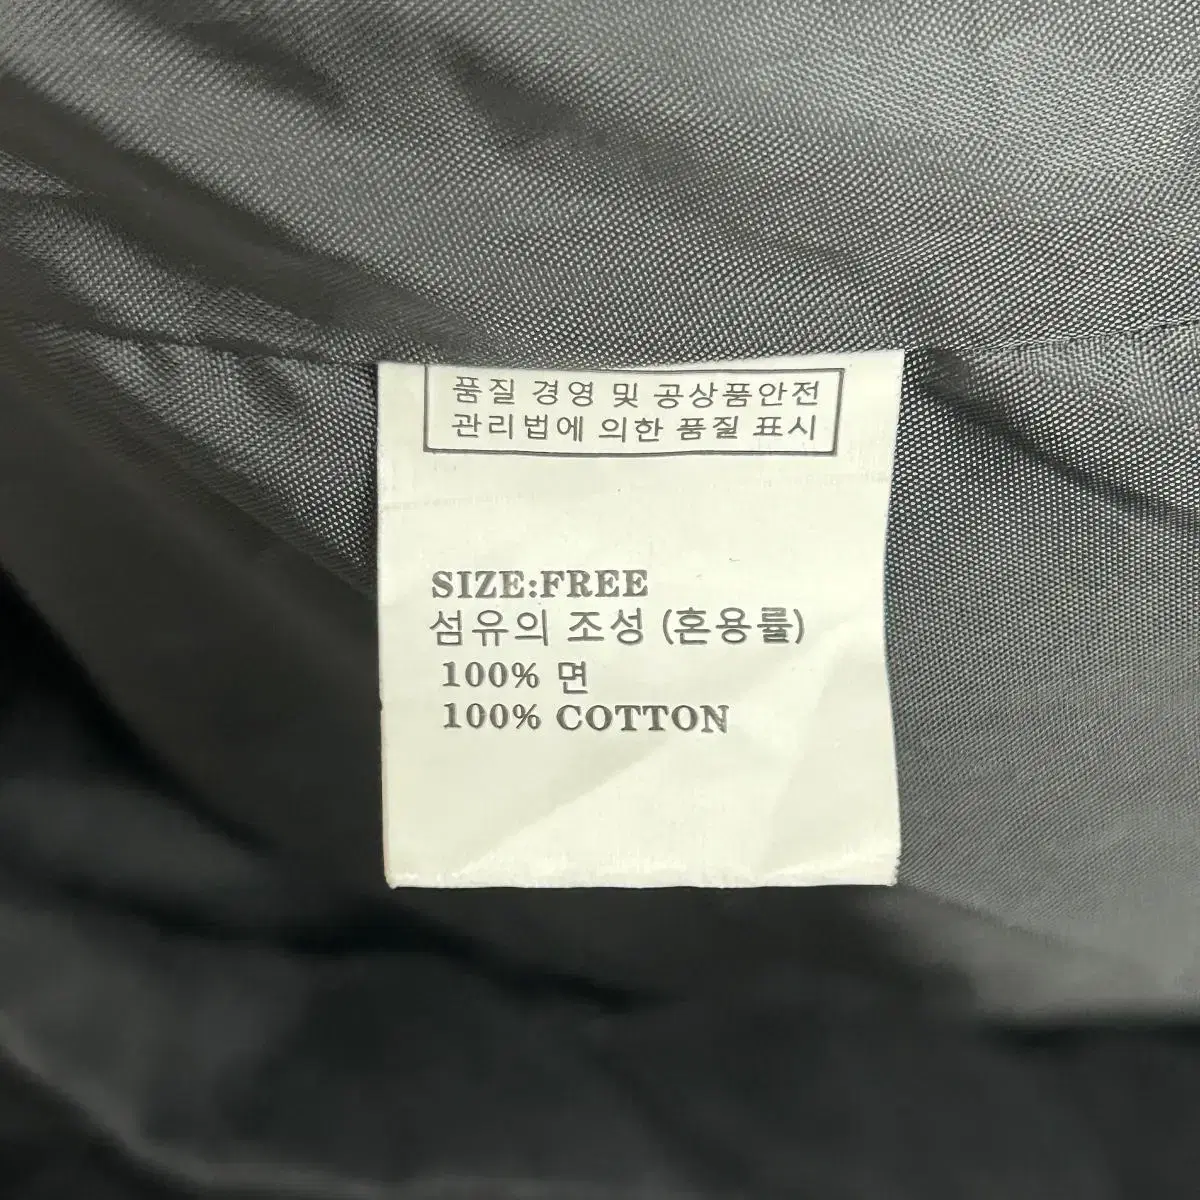 품질 경영 및 공상품안전
관리법에 의한 품질 표시
SIZE:FREE
섬유의 조성 (혼용률)
100% 면
100% COTTON